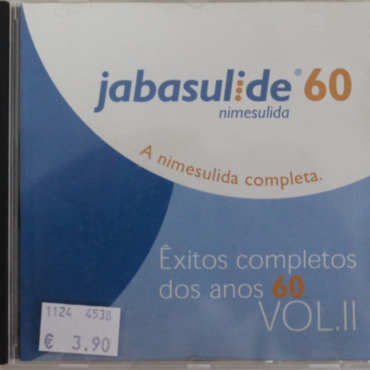 jabasulide® 60
nimesulida
A nimesulida completa.
Êxitos completos
dos anos 60
VOL.II
1124 4538
€ 3.90